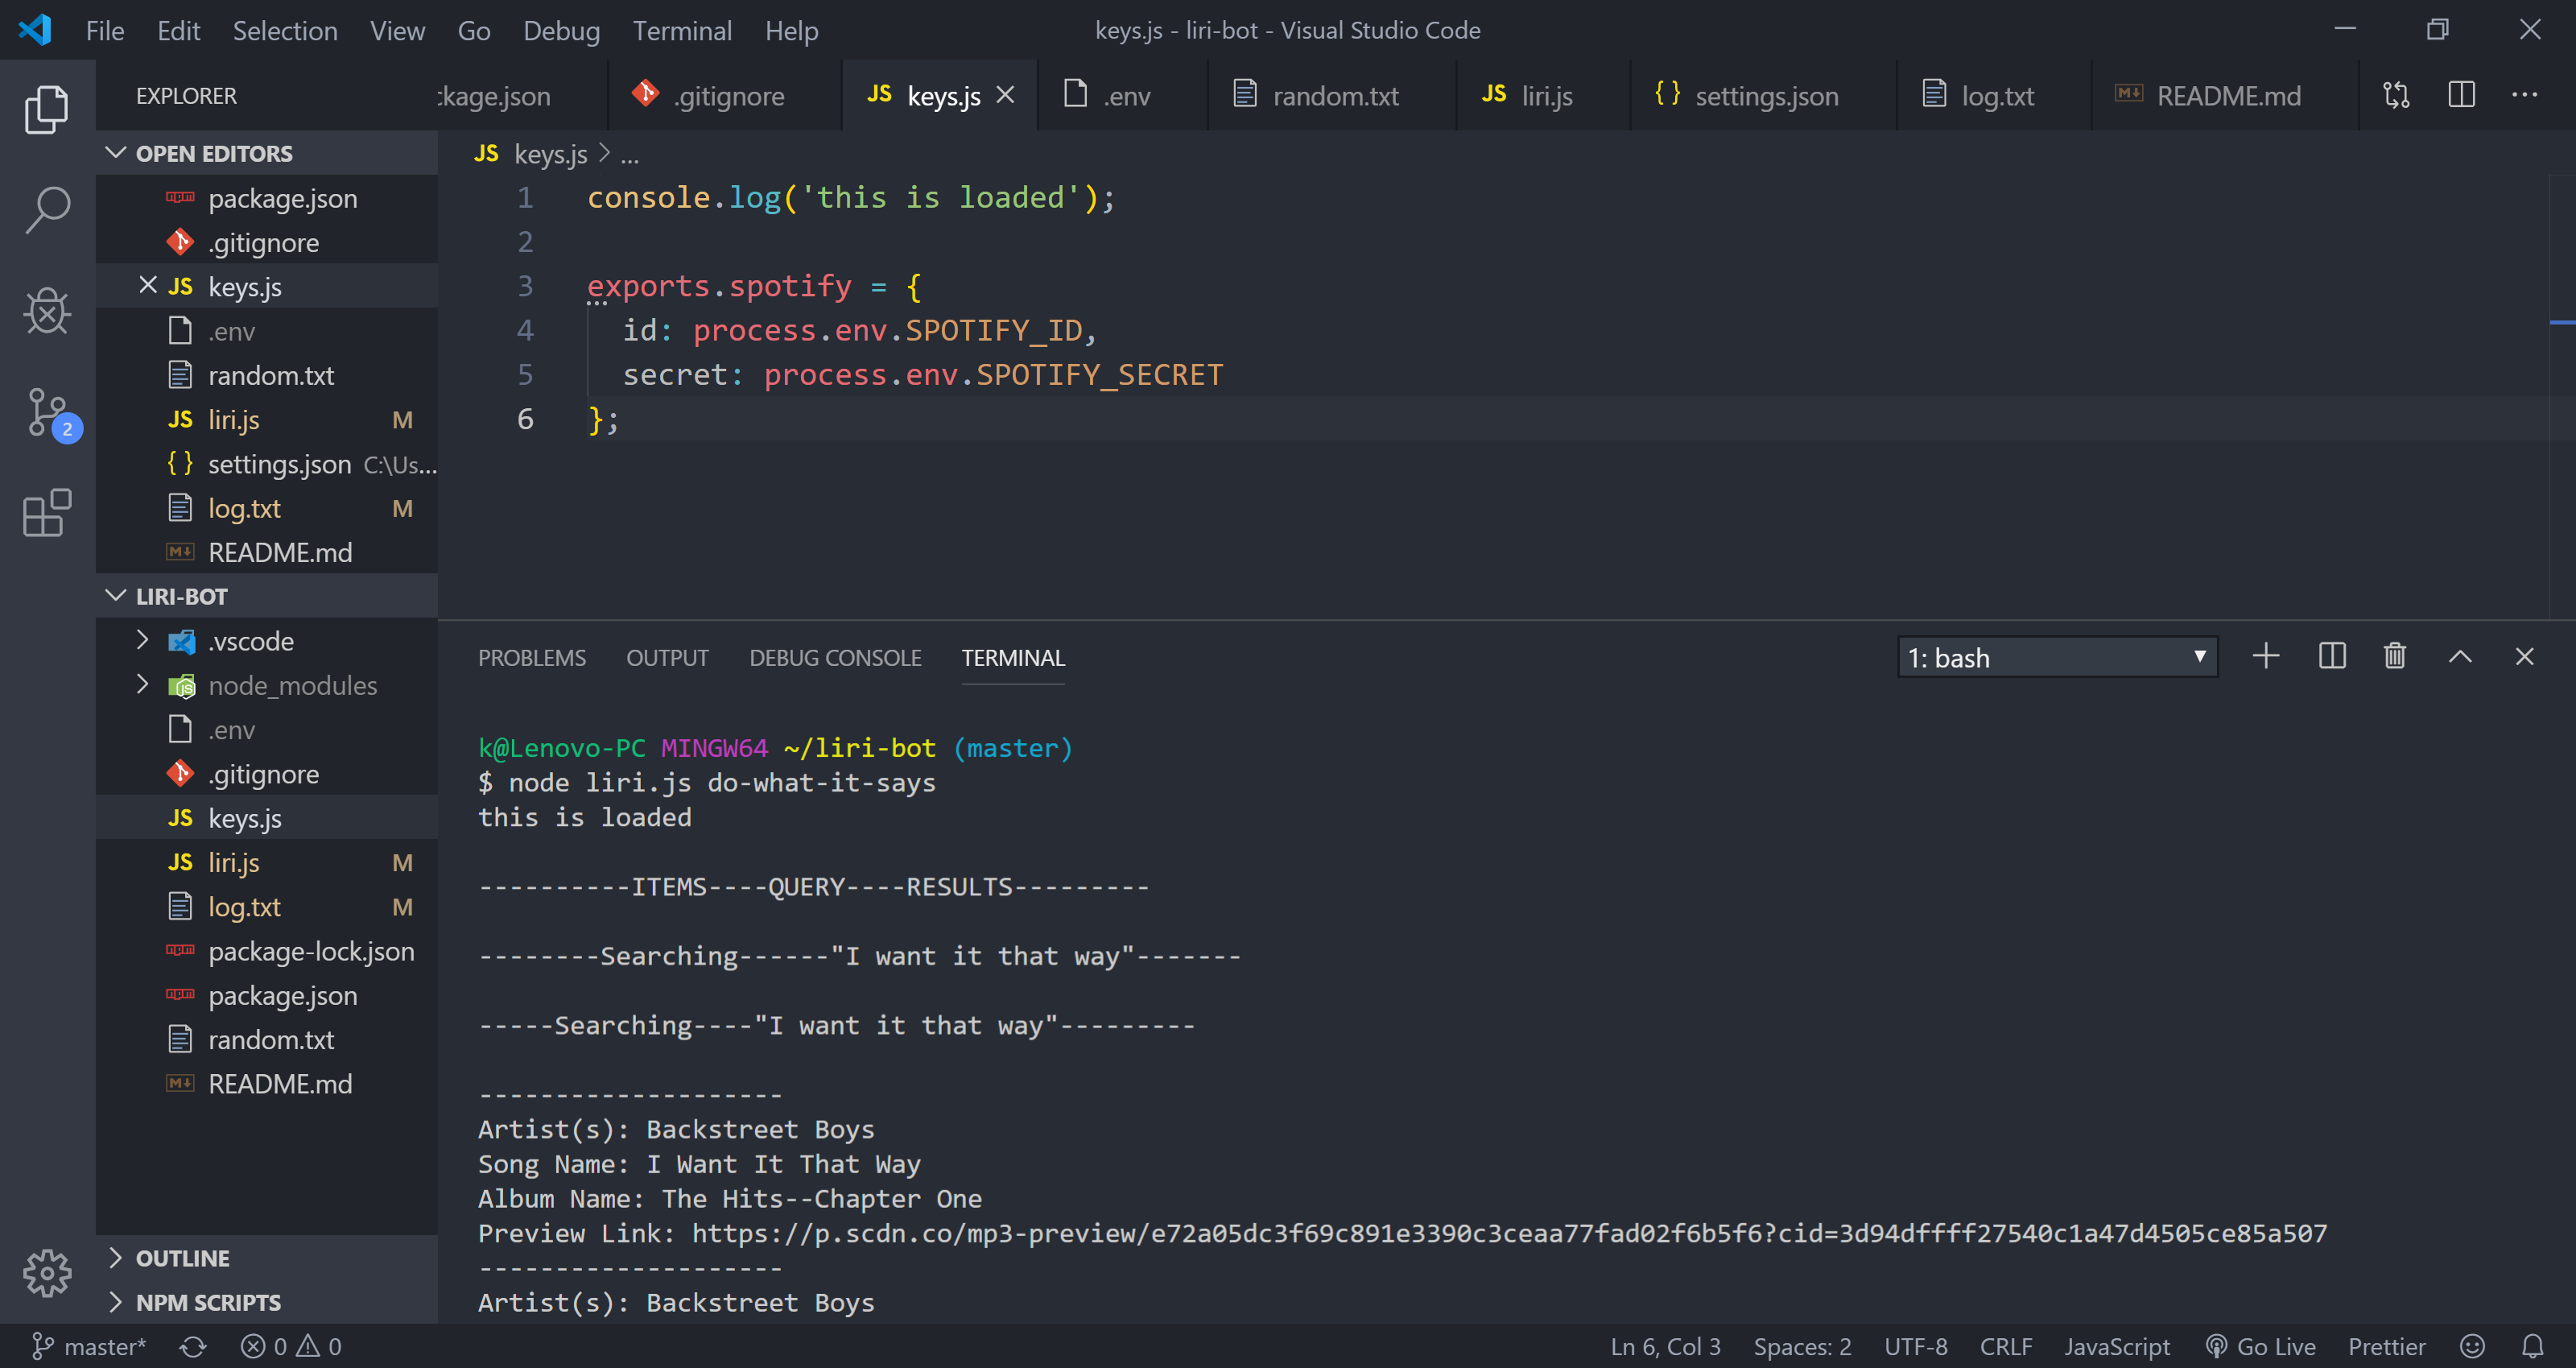 File Edit Selection View Go Debug Terminal Help keys.js - liri-bot - Visual Studio Code
EXPLORER
ckage.json .gitignore JS keys.js .env random.txt JS liri.js {} settings.json log.txt README.md
OPEN EDITORS
package.json
.gitignore
JS keys.js
.env
random.txt
JS liri.js M
{} settings.json C:\Us...
log.txt M
README.md
LIRI-BOT
.vscode
node_modules
.env
.gitignore
JS keys.js
JS liri.js M
log.txt M
package-lock.json
package.json
random.txt
README.md
OUTLINE
NPM SCRIPTS
2
JS keys.js > ...
1 console.log('this is loaded');
2
3 exports.spotify = {
4 id: process.env.SPOTIFY_ID,
5 secret: process.env.SPOTIFY_SECRET
6 };
PROBLEMS OUTPUT DEBUG CONSOLE TERMINAL 1: bash
k@Lenovo-PC MINGW64 ~/liri-bot (master)
$ node liri.js do-what-it-says
this is loaded
----------ITEMS----QUERY----RESULTS---------
--------Searching------"I want it that way"-------
-----Searching----"I want it that way"---------
--------------------
Artist(s): Backstreet Boys
Song Name: I Want It That Way
Album Name: The Hits--Chapter One
Preview Link: https://p.scdn.co/mp3-preview/e72a05dc3f69c891e3390c3ceaa77fad02f6b5f6?cid=3d94dffff27540c1a47d4505ce85a507
--------------------
Artist(s): Backstreet Boys
master* 0 0 Ln 6, Col 3 Spaces: 2 UTF-8 CRLF JavaScript Go Live Prettier